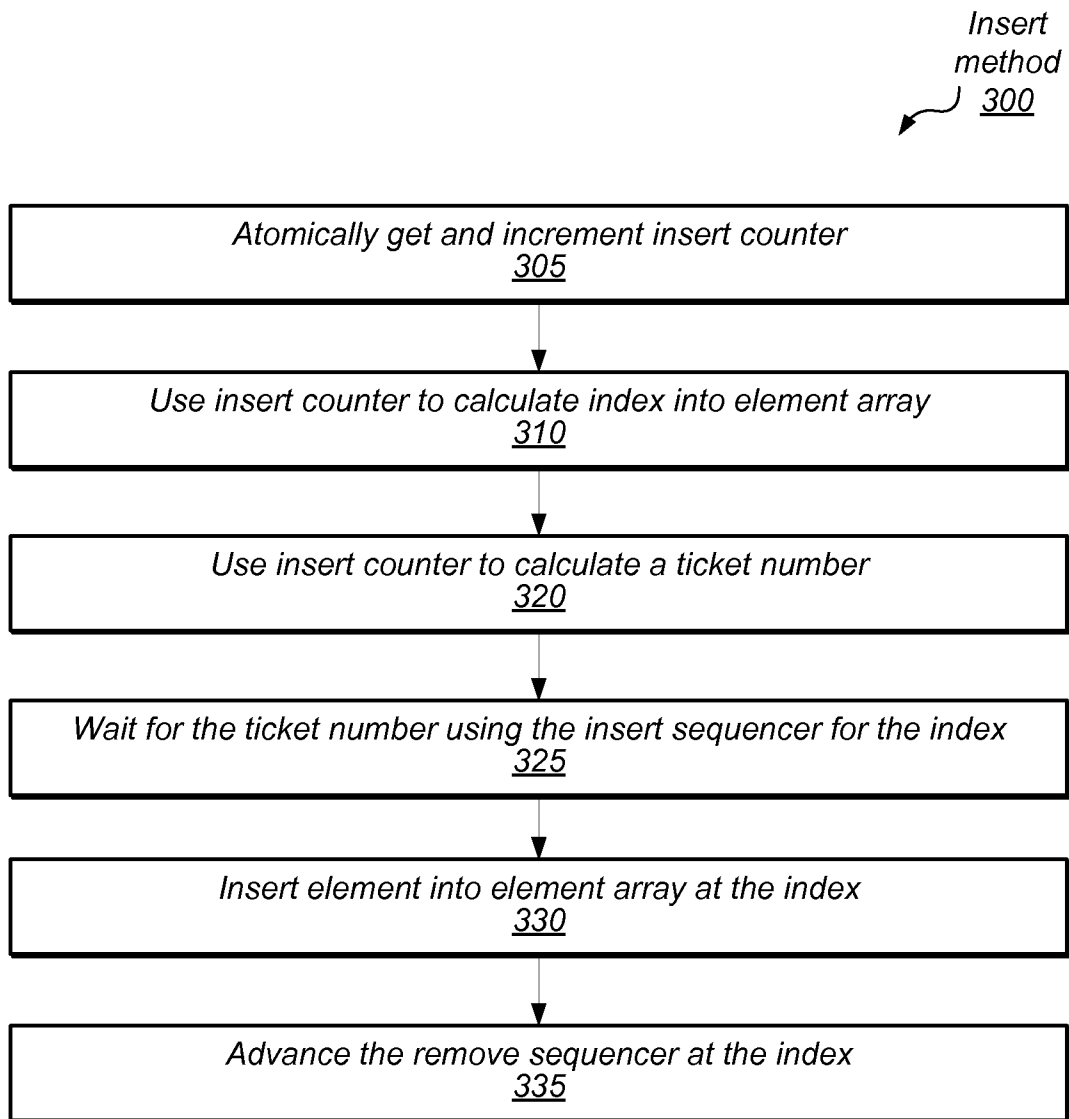 Insert
method
300
Atomically get and increment insert counter
305
Use insert counter to calculate index into element array
310
Use insert counter to calculate a ticket number
320
Wait for the ticket number using the insert sequencer for the index
325
Insert element into element array at the index
330
Advance the remove sequencer at the index
335